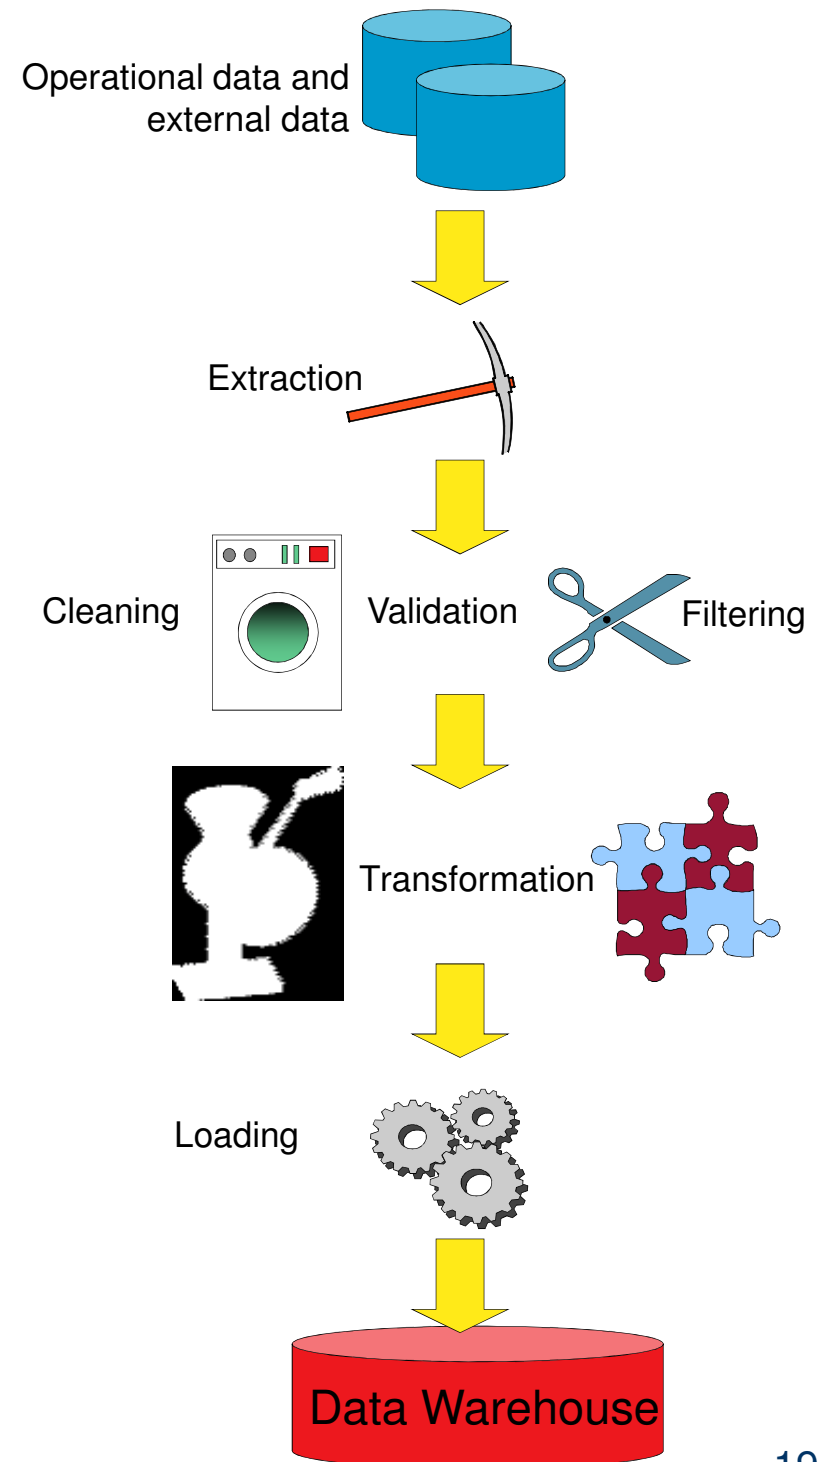 Operational data and
external data
Extraction
Cleaning Validation Filtering
Transformation
Loading
Data Warehouse